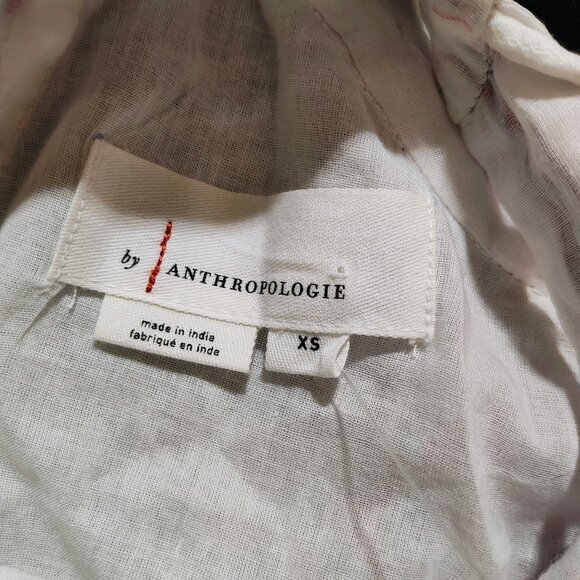 by ANTHROPOLOGIE
made in india
fabriqué en inde
XS